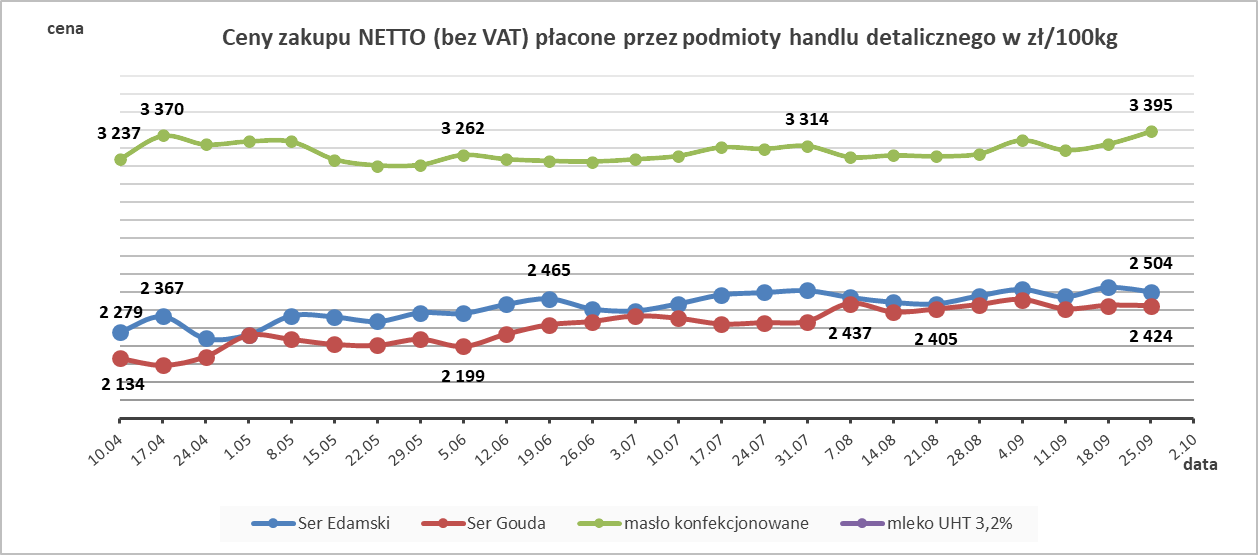 cena
Ceny zakupu NETTO (bez VAT) płacone przez podmioty handlu detalicznego w zł/100kg
3 237
3 370
3 262
3 314
3 395
2 279
2 367
2 465
2 504
2 134
2 199
2 437
2 405
2 424
10.04 17.04 24.04 1.05 8.05 15.05 22.05 29.05 5.06 12.06 19.06 26.06 3.07 10.07 17.07 24.07 31.07 7.08 14.08 21.08 28.08 4.09 11.09 18.09 25.09 2.10
data
Ser Edamski Ser Gouda masło konfekcjonowane mleko UHT 3,2%